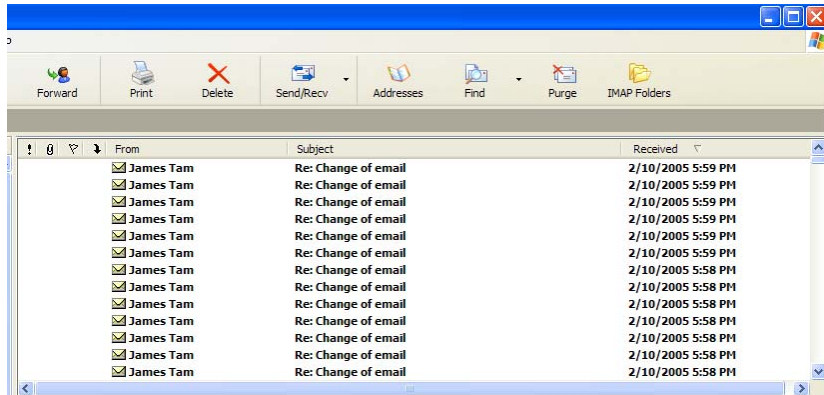 Forward Print Delete Send/Recv Addresses Find Purge IMAP Folders
! From Subject Received
James Tam Re: Change of email 2/10/2005 5:59 PM
James Tam Re: Change of email 2/10/2005 5:59 PM
James Tam Re: Change of email 2/10/2005 5:59 PM
James Tam Re: Change of email 2/10/2005 5:59 PM
James Tam Re: Change of email 2/10/2005 5:59 PM
James Tam Re: Change of email 2/10/2005 5:58 PM
James Tam Re: Change of email 2/10/2005 5:58 PM
James Tam Re: Change of email 2/10/2005 5:58 PM
James Tam Re: Change of email 2/10/2005 5:58 PM
James Tam Re: Change of email 2/10/2005 5:58 PM
James Tam Re: Change of email 2/10/2005 5:58 PM
James Tam Re: Change of email 2/10/2005 5:58 PM
James Tam Re: Change of email 2/10/2005 5:58 PM